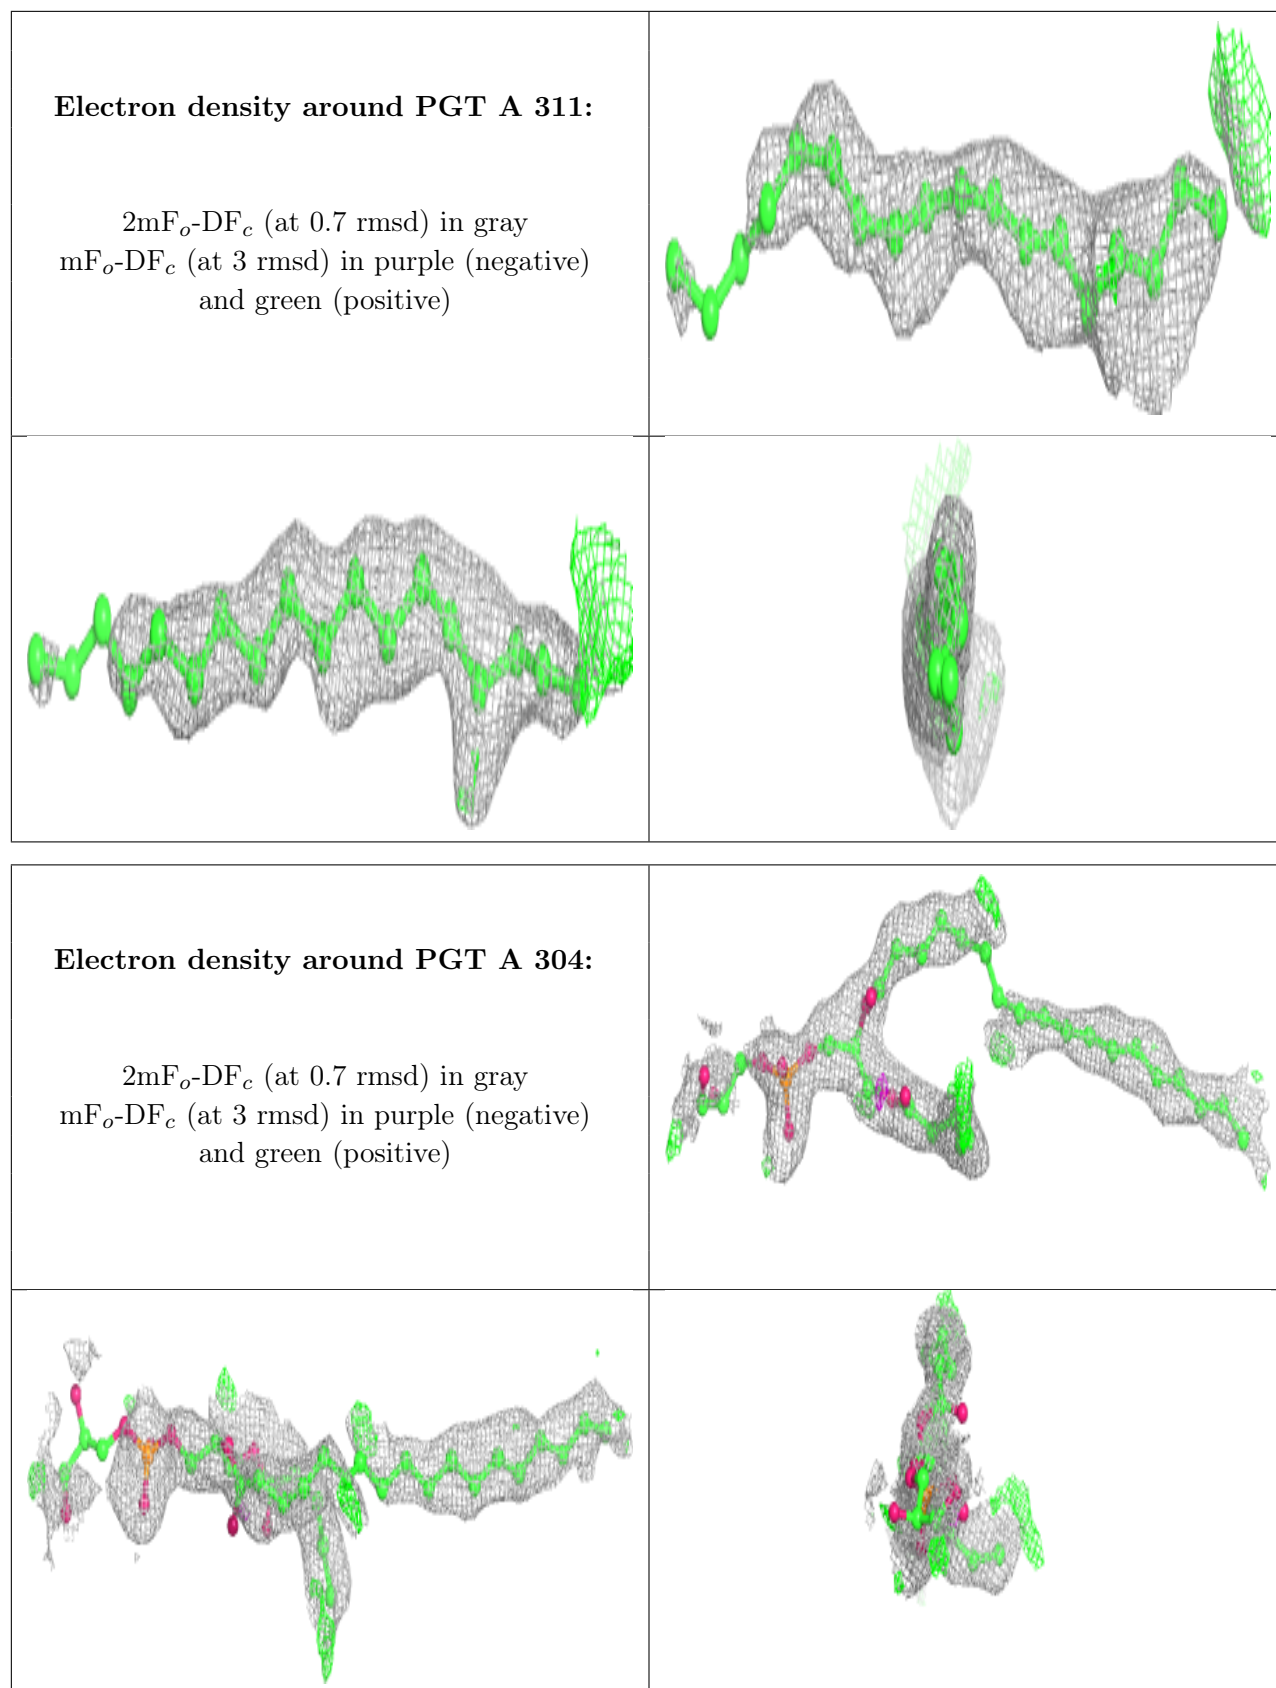 Electron density around PGT A 311:
2mFₒ-DF𝒸 (at 0.7 rmsd) in gray
mFₒ-DF𝒸 (at 3 rmsd) in purple (negative)
and green (positive)
Electron density around PGT A 304:
2mFₒ-DF𝒸 (at 0.7 rmsd) in gray
mFₒ-DF𝒸 (at 3 rmsd) in purple (negative)
and green (positive)